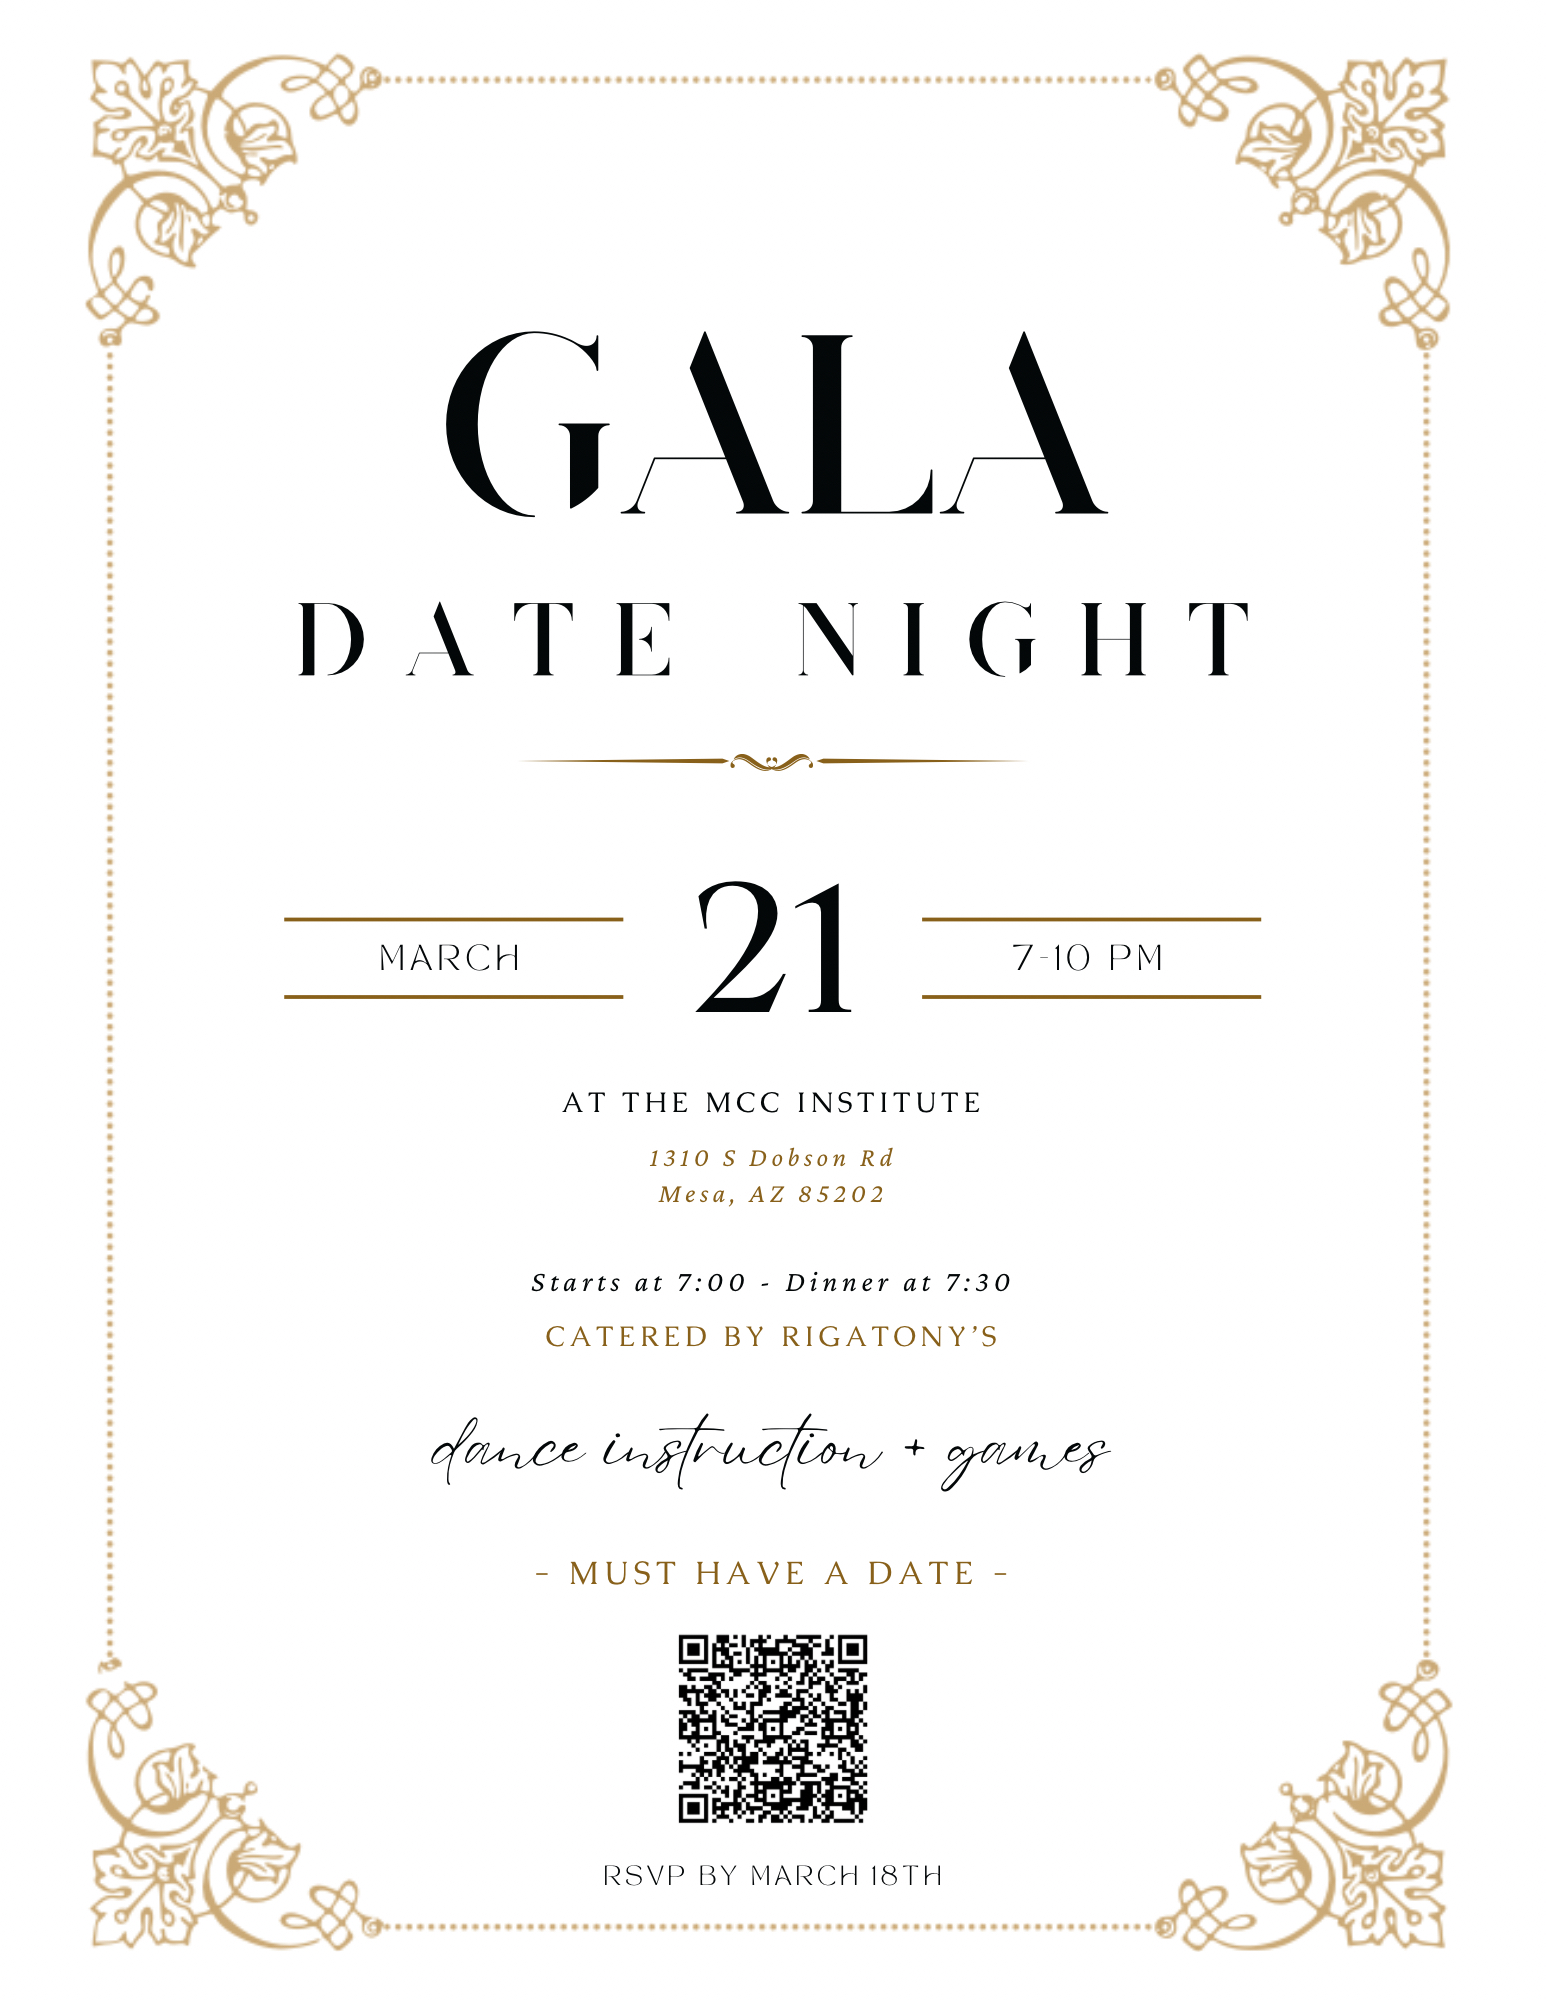 GALA
DATE NIGHT
MARCH 21 7-10 PM
AT THE MCC INSTITUTE
1310 S Dobson Rd
Mesa, AZ 85202
Starts at 7:00 - Dinner at 7:30
CATERED BY RIGATONY'S
dance instruction + games
- MUST HAVE A DATE -
RSVP BY MARCH 18TH